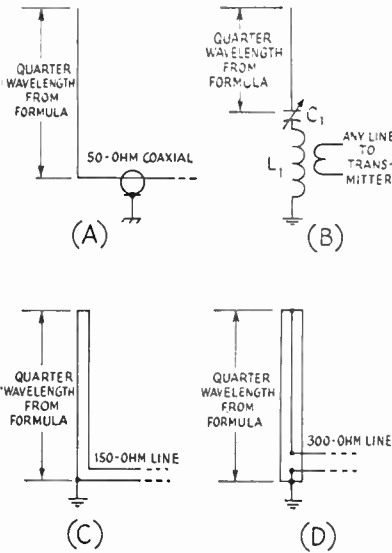 QUARTER
WAVELENGTH
FROM
FORMULA
50-OHM COAXIAL
(A)
QUARTER
WAVELENGTH
FROM
FORMULA
C1
L1
ANY LINE
TO
TRANS-
MITTER
(B)
QUARTER
WAVELENGTH
FROM
FORMULA
150-OHM LINE
(C)
QUARTER
WAVELENGTH
FROM
FORMULA
300-OHM LINE
(D)